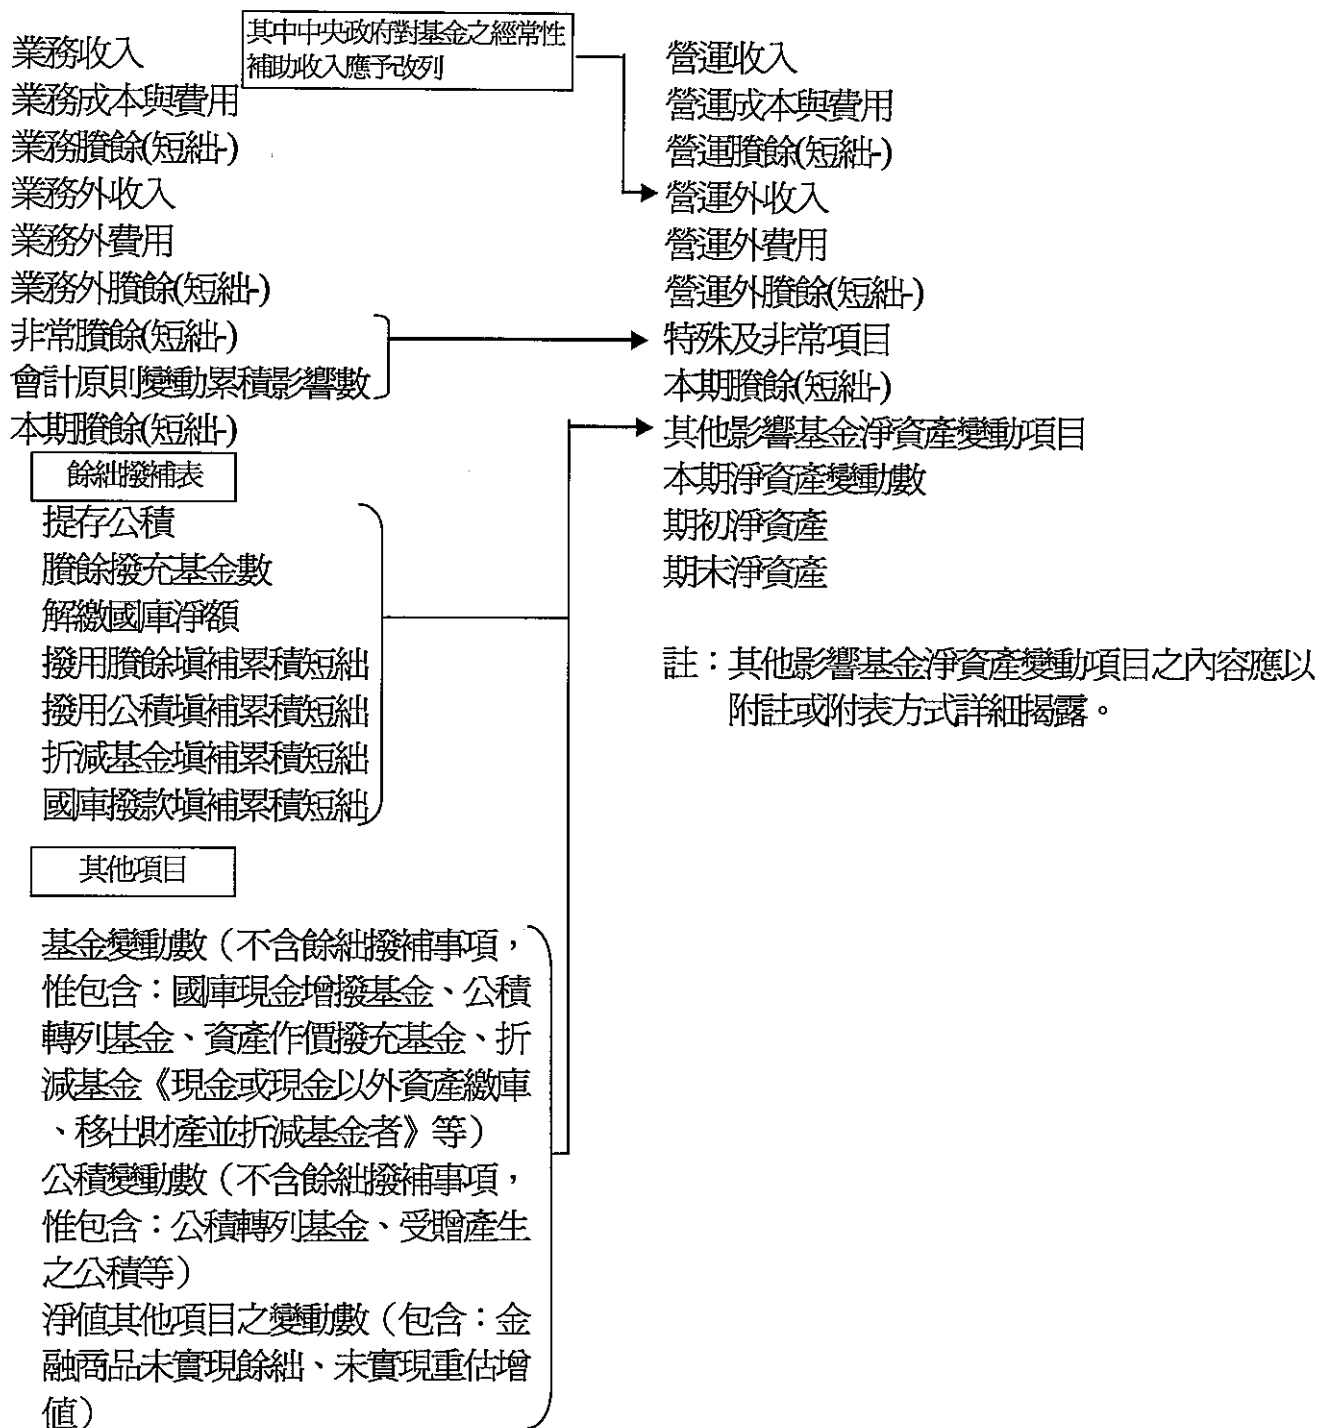 其中中央政府對基金之經常性
補助收入應予改列
業務收入
業務成本與費用
業務賸餘(短絀-)
業務外收入
業務外費用
業務外賸餘(短絀-)
非常賸餘(短絀-)
會計原則變動累積影響數
本期賸餘(短絀-)
餘絀撥補表
提存公積
賸餘撥充基金數
解繳國庫淨額
撥用賸餘填補累積短絀
撥用公積填補累積短絀
折減基金填補累積短絀
國庫撥款填補累積短絀
其他項目
基金變動數（不含餘絀撥補事項，
惟包含：國庫現金增撥基金、公積
轉列基金、資產作價撥充基金、折
減基金《現金或現金以外資產繳庫
、移出財產並折減基金者》等）
公積變動數（不含餘絀撥補事項，
惟包含：公積轉列基金、受贈產生
之公積等）
淨值其他項目之變動數（包含：金
融商品未實現餘絀、未實現重估增
值）
營運收入
營運成本與費用
營運賸餘(短絀-)
營運外收入
營運外費用
營運外賸餘(短絀-)
特殊及非常項目
本期賸餘(短絀-)
其他影響基金淨資產變動項目
本期淨資產變動數
期初淨資產
期末淨資產
註：其他影響基金淨資產變動項目之內容應以
附註或附表方式詳細揭露。